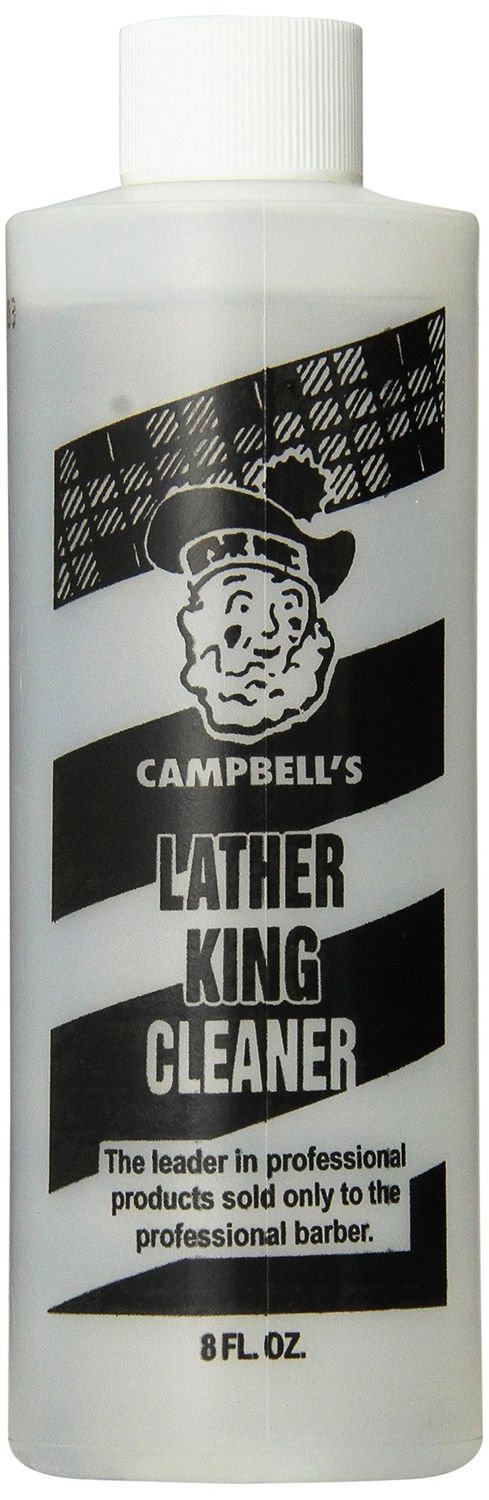 CAMPBELL'S
LATHER
KING
CLEANER
The leader in professional
products sold only to the
professional barber.
8 FL. OZ.